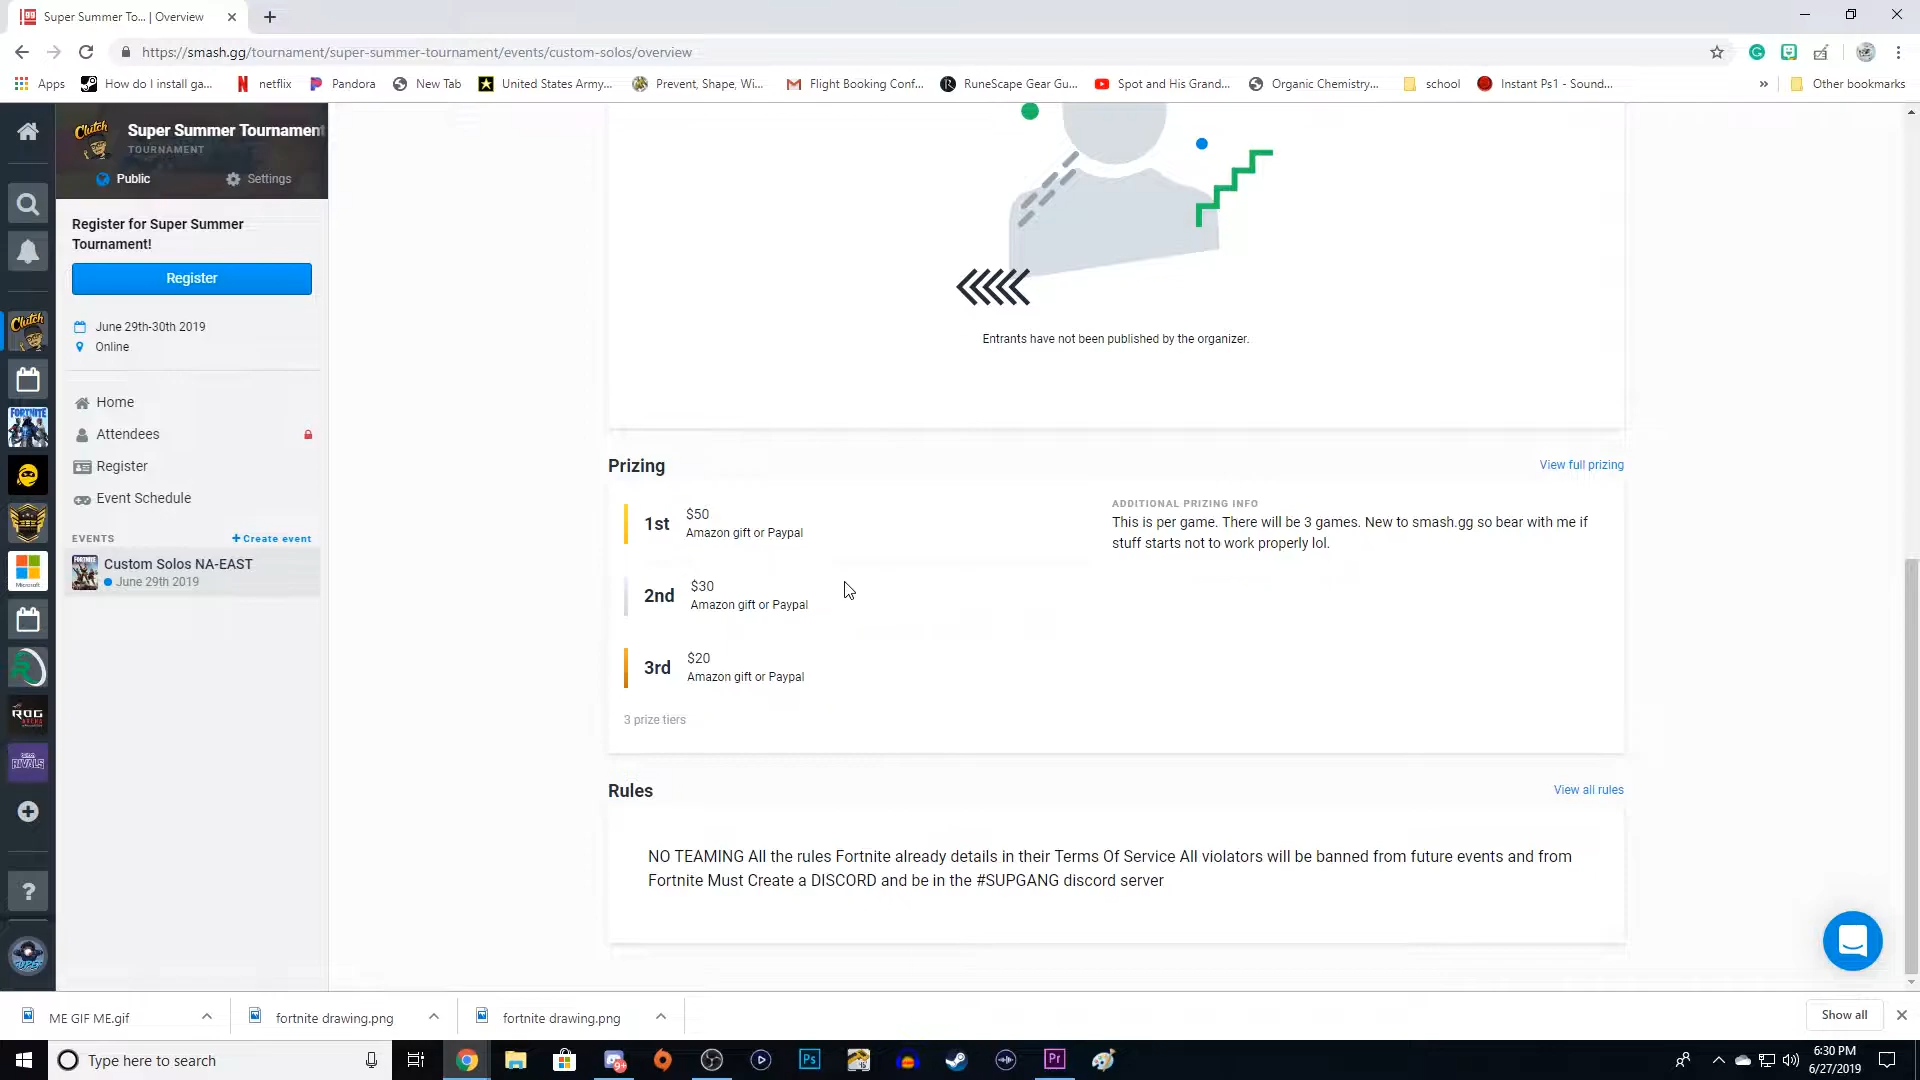 Super Summer To... | Overview
https://smash.gg/tournament/super-summer-tournament/events/custom-solos/overview
Apps
How do I install ga...
netflix
Pandora
New Tab
United States Army...
Prevent, Shape, Wi...
Flight Booking Conf...
RuneScape Gear Gu...
Spot and His Grand...
Organic Chemistry...
school
Instant Ps1 - Soun...
»
Other bookmarks
Clutch
Super Summer Tournament
TOURNAMENT
Public
Settings
Register for Super Summer
Tournament!
Register
June 29th-30th 2019
Online
Home
Attendees
Register
Event Schedule
EVENTS
+ Create event
Custom Solos NA-EAST
June 29th 2019
Clutch
FORTNITE
Microsoft
ROG
RIVALS
?
Entrants have not been published by the organizer.
Prizing
View full prizing
1st
$50
Amazon gift or Paypal
2nd
$30
Amazon gift or Paypal
3rd
$20
Amazon gift or Paypal
3 prize tiers
ADDITIONAL PRIZING INFO
This is per game. There will be 3 games. New to smash.gg so bear with me if
stuff starts not to work properly lol.
Rules
View all rules
NO TEAMING All the rules Fortnite already details in their Terms Of Service All violators will be banned from future events and from
Fortnite Must Create a DISCORD and be in the #SUPGANG discord server
ME GIF ME.gif
fortnite drawing.png
fortnite drawing.png
Show all
Type here to search
9+
Ps
Pr
6:30 PM
6/27/2019